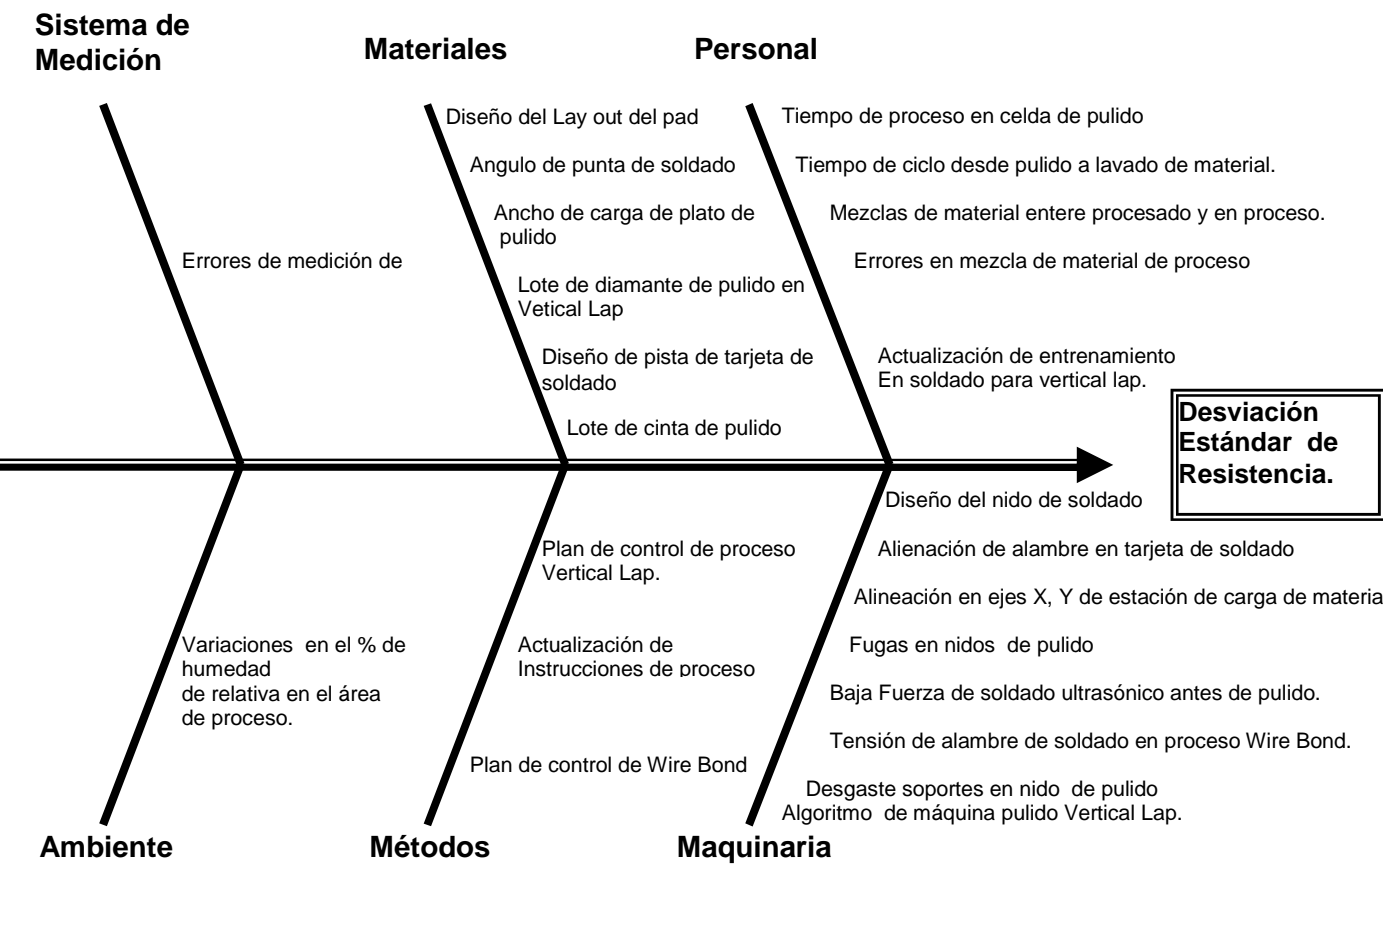 Sistema de
Medición
Materiales
Personal
Errores de medición de
Diseño del Lay out del pad
Angulo de punta de soldado
Ancho de carga de plato de
pulido
Lote de diamante de pulido en
Vetical Lap
Diseño de pista de tarjeta de
soldado
Lote de cinta de pulido
Tiempo de proceso en celda de pulido
Tiempo de ciclo desde pulido a lavado de material.
Mezclas de material entere procesado y en proceso.
Errores en mezcla de material de proceso
Actualización de entrenamiento
En soldado para vertical lap.
Desviación
Estándar de
Resistencia.
Variaciones en el % de
humedad
de relativa en el área
de proceso.
Plan de control de proceso
Vertical Lap.
Actualización de
Instrucciones de proceso
Plan de control de Wire Bond
Diseño del nido de soldado
Alienación de alambre en tarjeta de soldado
Alineación en ejes X, Y de estación de carga de materia
Fugas en nidos de pulido
Baja Fuerza de soldado ultrasónico antes de pulido.
Tensión de alambre de soldado en proceso Wire Bond.
Desgaste soportes en nido de pulido
Algoritmo de máquina pulido Vertical Lap.
Ambiente
Métodos
Maquinaria